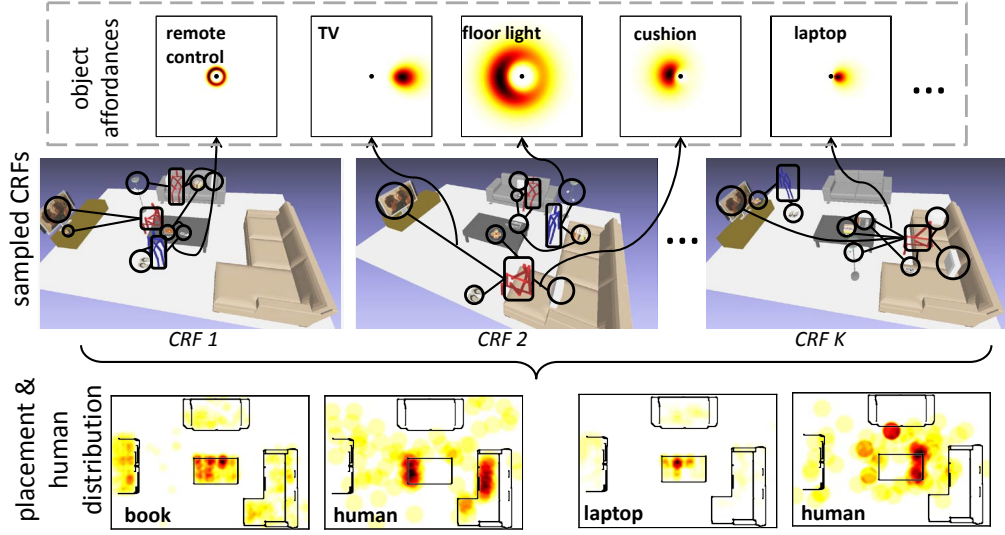 object
affordances
remote
control
TV
floor light
cushion
laptop
...
sampled CRFs
...
CRF 1
CRF 2
CRF K
placement &
human
distribution
book
human
laptop
human